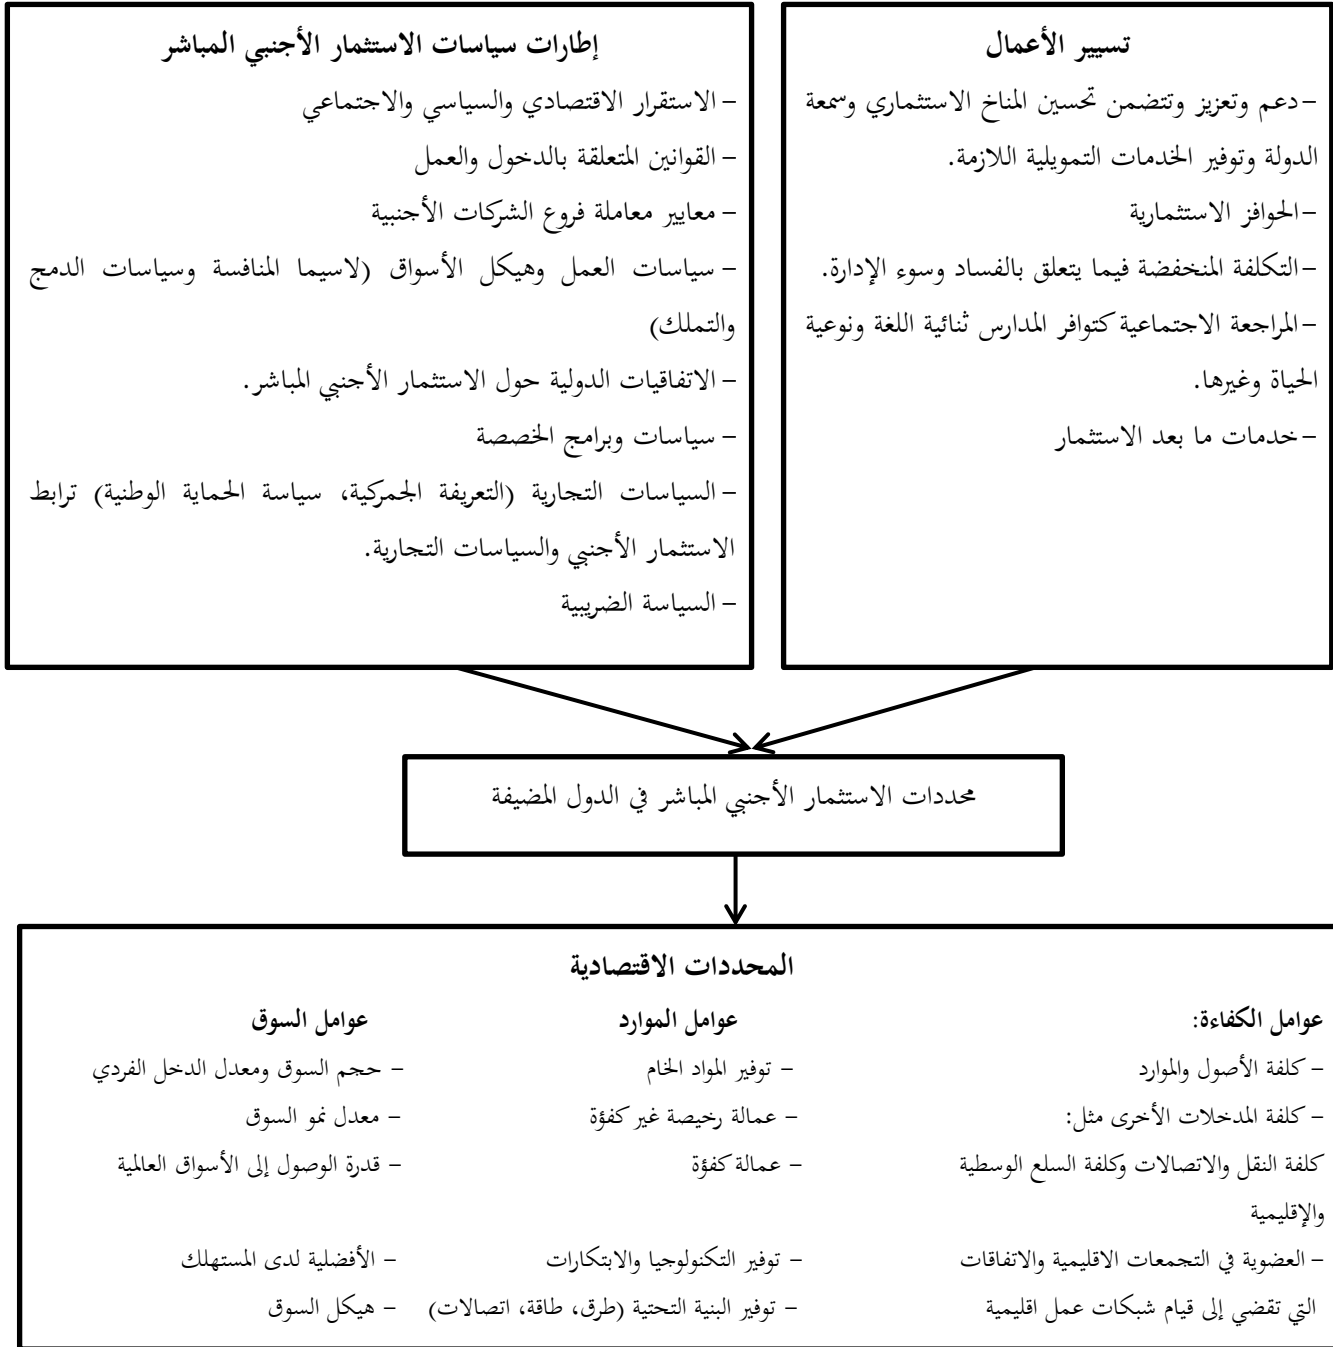 تسيير الأعمال
-دعم وتعزيز وتتضمن تحسين المناخ الاستثماري وسمعة
الدولة وتوفير الخدمات التمويلية اللازمة.
-الحوافز الاستثمارية
-التكلفة المنخفضة فيما يتعلق بالفساد وسوء الإدارة.
-المراجعة الاجتماعية كتوافر المدارس ثنائية اللغة ونوعية
الحياة وغيرها.
-خدمات ما بعد الاستثمار
إطارات سياسات الاستثمار الأجنبي المباشر
- الاستقرار الاقتصادي والسياسي والاجتماعي
- القوانين المتعلقة بالدخول والعمل
- معايير معاملة فروع الشركات الأجنبية
- سياسات العمل وهيكل الأسواق (لاسيما المنافسة وسياسات الدمج
والتملك)
- الاتفاقيات الدولية حول الاستثمار الأجنبي المباشر.
- سياسات وبرامج الخصصة
- السياسات التجارية (التعريفة الجمركية، سياسة الحماية الوطنية) ترابط
الاستثمار الأجنبي والسياسات التجارية.
- السياسة الضريبية
محددات الاستثمار الأجنبي المباشر في الدول المضيفة
المحددات الاقتصادية
عوامل الكفاءة:
- كلفة الأصول والموارد
- كلفة المدخلات الأخرى مثل:
كلفة النقل والاتصالات وكلفة السلع الوسطية
والإقليمية
- العضوية في التجمعات الاقليمية والاتفاقات
التي تقضي إلى قيام شبكات عمل اقليمية
عوامل الموارد
- توفير المواد الخام
- عمالة رخيصة غير كفؤة
- عمالة كفؤة
- توفير التكنولوجيا والابتكارات
- توفير البنية التحتية (طرق، طاقة، اتصالات)
عوامل السوق
- حجم السوق ومعدل الدخل الفردي
- معدل نمو السوق
- قدرة الوصول إلى الأسواق العالمية
- الأفضلية لدى المستهلك
- هيكل السوق